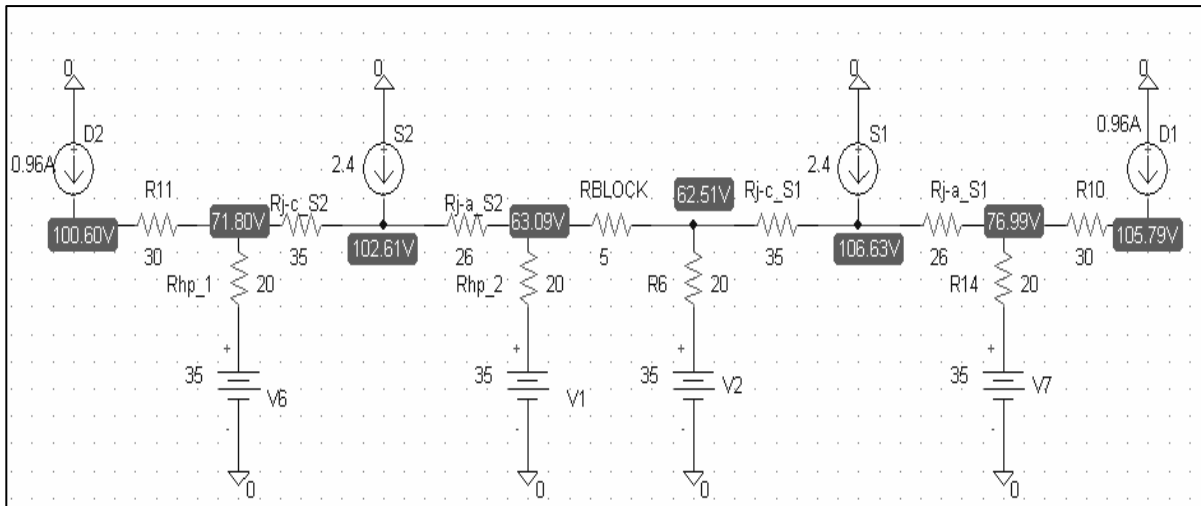 0 0 0 0
D2 S2 S1 0.96A D1
0.96A 2.4 2.4
R11 Rj-c_S2 Rj-a_S2 RBLOCK 62.51V Rj-c_S1 Rj-a_S1 R10
100.60V 71.80V 102.61V 63.09V 106.63V 76.99V 105.79V
30 35 26 5 35 26 30
Rhp_1 20 Rhp_2 20 R6 20 R14 20
+ + + +
35 V6 35 V1 35 V2 35 V7
- - - -
0 0 0 0